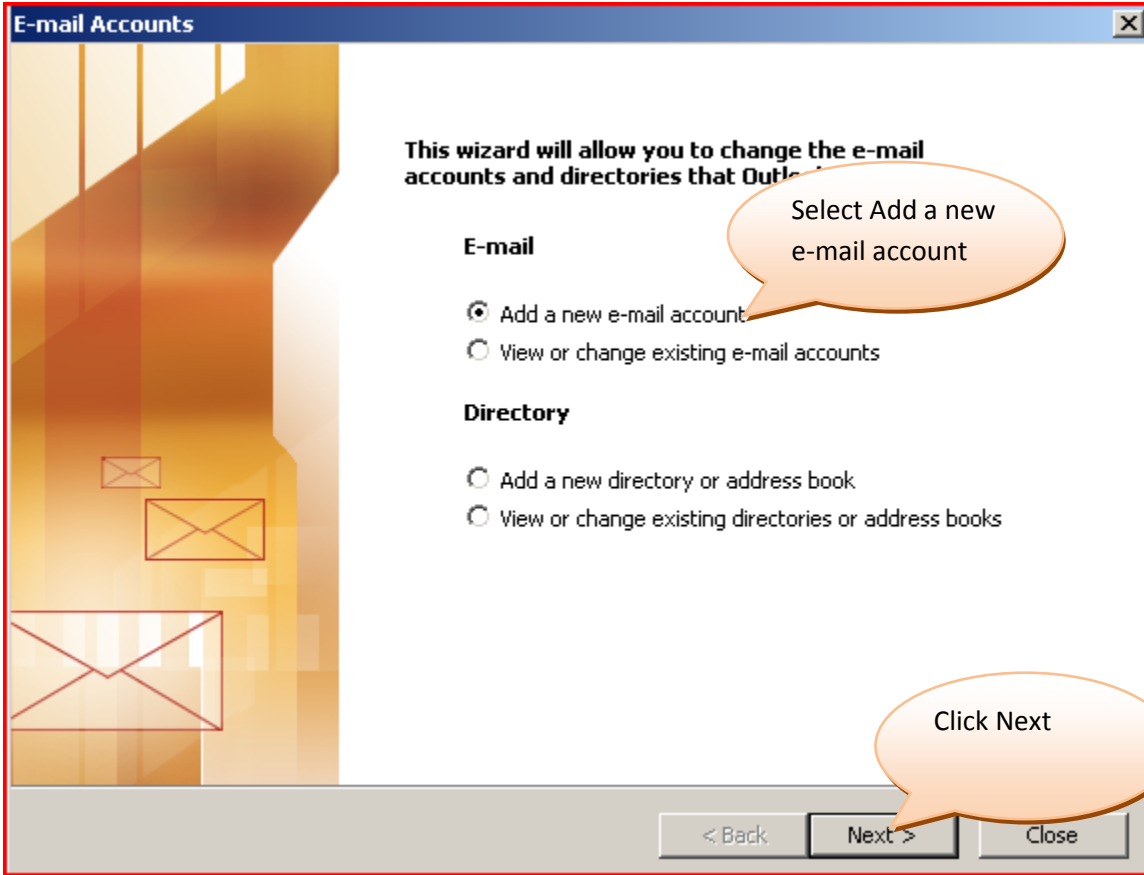 E-mail Accounts
This wizard will allow you to change the e-mail
accounts and directories that
Select Add a new
e-mail account
E-mail
Add a new e-mail account
View or change existing e-mail accounts
Directory
Add a new directory or address book
View or change existing directories or address books
Click Next
< Back
Next >
Close